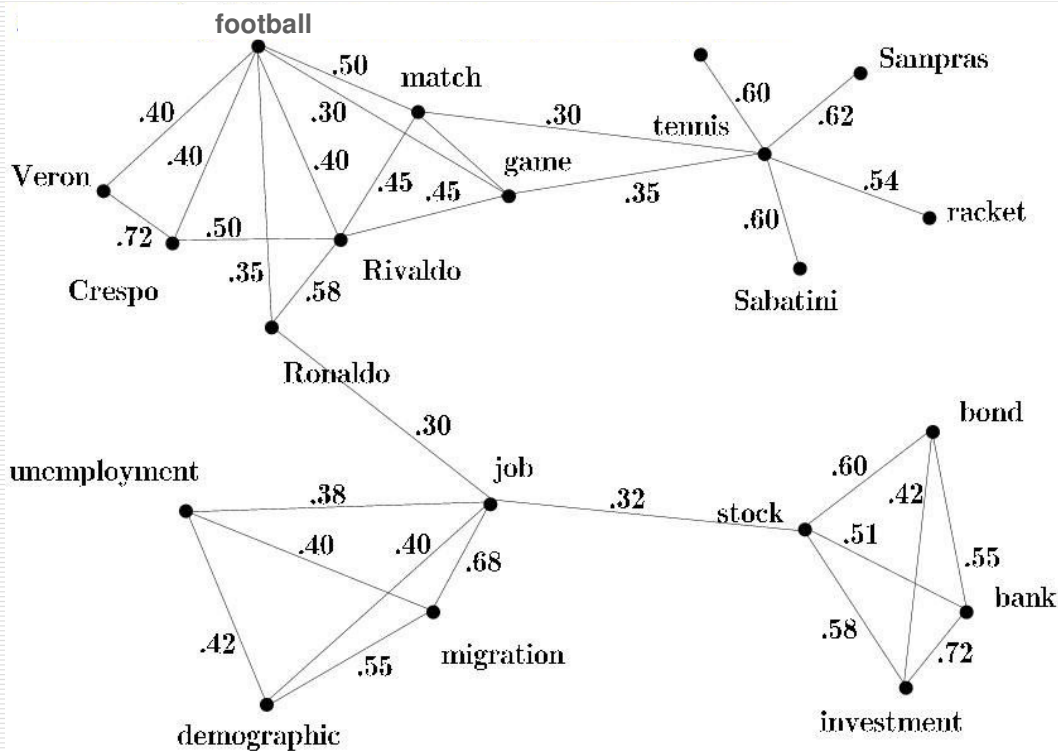 football
.50
match
.40
.30
.30
.60
Sampras
.62
tennis
.40
.40
game
.54
Veron
.45
.45
.35
racket
.72
.50
.60
Crespo
.35
Rivaldo
.58
Sabatini
Ronaldo
.30
bond
unemployment
job
.60
.42
.38
.32
stock
.51
.40
.40
.68
.55
bank
.42
.55
migration
.58
.72
demographic
investment